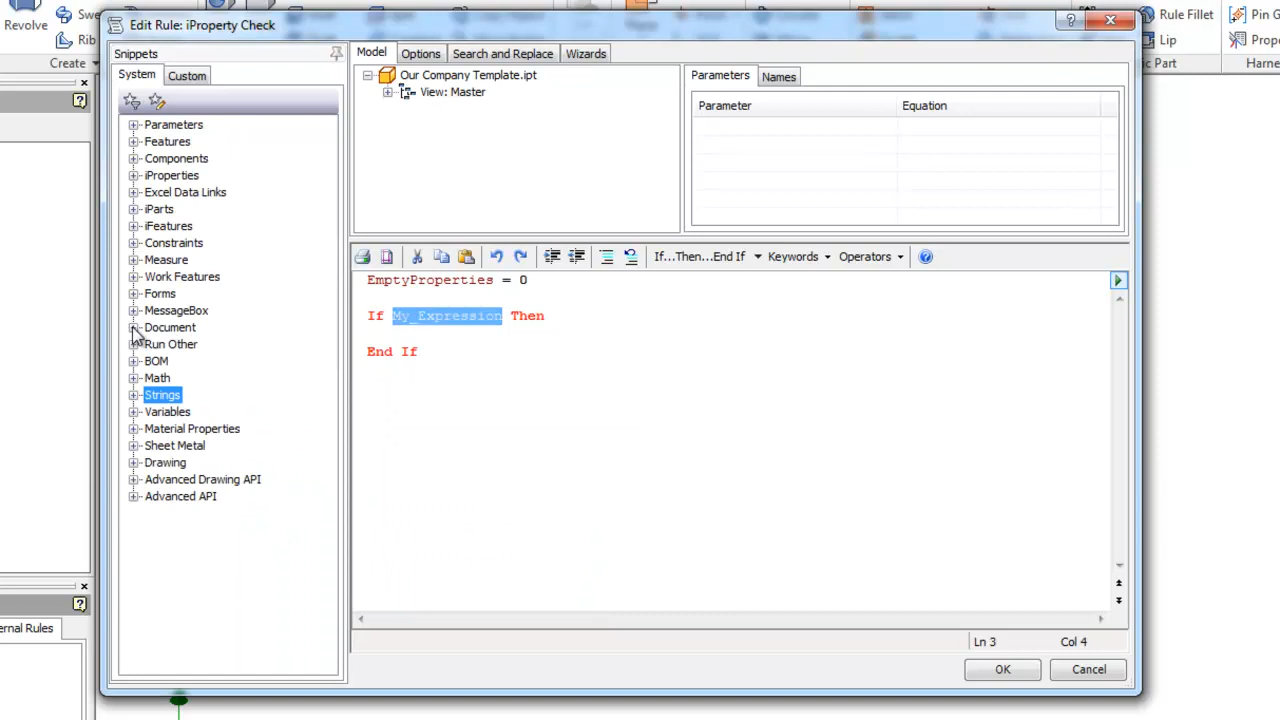 Revolve
Swe
Rib
Create
Edit Rule: iProperty Check
Rule Fillet
Pin G
Lip
Prope
ic Part
Harne
Snippets
System
Custom
Parameters
Features
Components
iProperties
Excel Data Links
iParts
iFeatures
Constraints
Measure
Work Features
Forms
MessageBox
Document
Run Other
BOM
Math
Strings
Variables
Material Properties
Sheet Metal
Drawing
Advanced Drawing API
Advanced API
Model
Options
Search and Replace
Wizards
Our Company Template.ipt
View: Master
Parameters
Names
Parameter
Equation
If...Then...End If
Keywords
Operators
EmptyProperties = 0
If My_Expression Then
End If
Ln 3
Col 4
OK
Cancel
ernal Rules